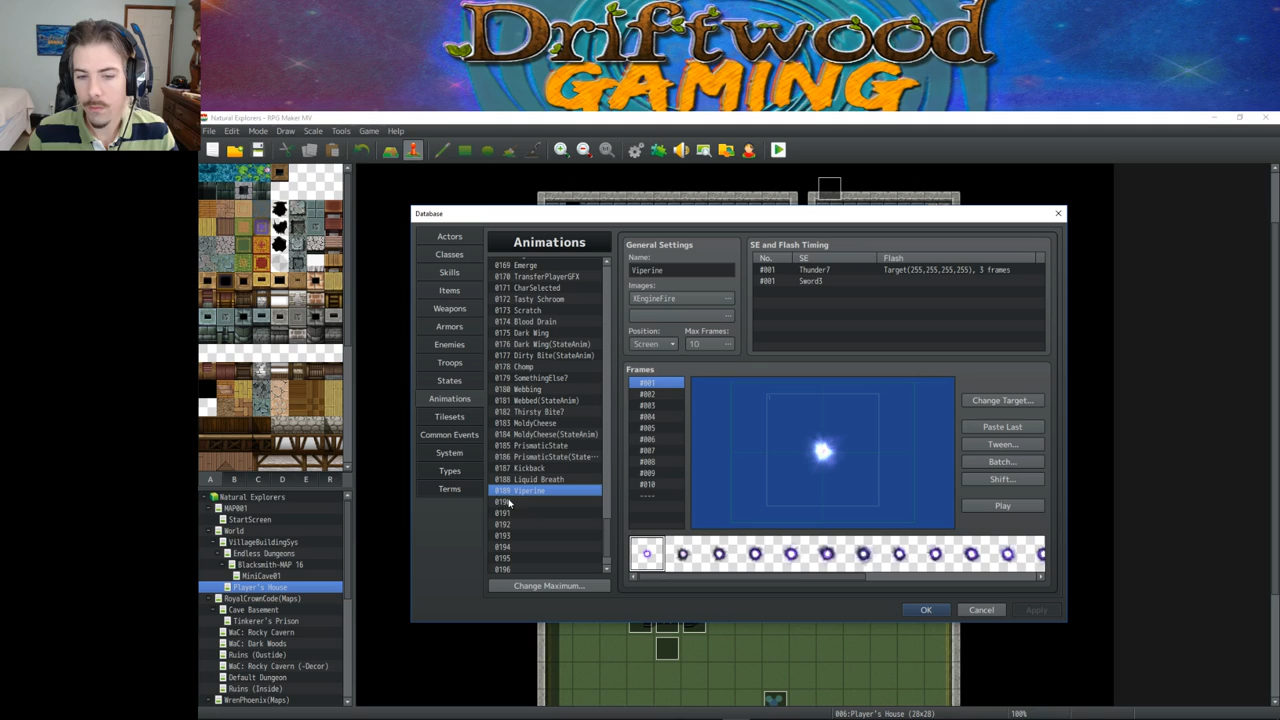 Driftwood
GAMING
Natural Explorers - RPG Maker MV
File Edit Mode Draw Scale Tools Game Help
Database
Actors
Classes
Skills
Items
Weapons
Armors
Enemies
Troops
States
Animations
Tilesets
Common Events
System
Types
Terms
Animations
0169 Emerge
0170 TransferPlayerGFX
0171 CharSelected
0172 Tasty Schroom
0173 Scratch
0174 Blood Drain
0175 Dark Wing
0176 Dark Wing(StateAnim)
0177 Dirty Bite(StateAnim)
0178 Chomp
0179 SomethingElse?
0180 Webbing
0181 Webbed(StateAnim)
0182 Thirsty Bite?
0183 MoldyCheese
0184 MoldyCheese(StateAnim)
0185 PrismaticState
0186 PrismaticState(State…
0187 Kickback
0188 Liquid Breath
0189 Viperine
0190
0191
0192
0193
0194
0195
0196
Change Maximum...
General Settings
Name:
Viperine
Images:
XEngineFire
Position: Max Frames:
Screen 10
SE and Flash Timing
No. SE Flash
#001 Thunder7 Target(255,255,255,255), 3 frames
#001 Sword3
Frames
#001
#002
#003
#004
#005
#006
#007
#008
#009
#010
----
Change Target...
Paste Last
Tween...
Batch...
Shift...
Play
OK Cancel Apply
A B C D E R
Natural Explorers
MAP001
StartScreen
World
VillageBuildingSys
Endless Dungeons
Blacksmith-MAP 16
MiniCave01
Player's House
RoyalCrownCode(Maps)
Cave Basement
Tinkerer's Prison
WaC: Rocky Cavern
WaC: Dark Woods
Ruins (Oustide)
WaC: Rocky Cavern (-Decor)
Default Dungeon
Ruins (Inside)
WrenPhoenix(Maps)
006:Player's House (28×28) 100%